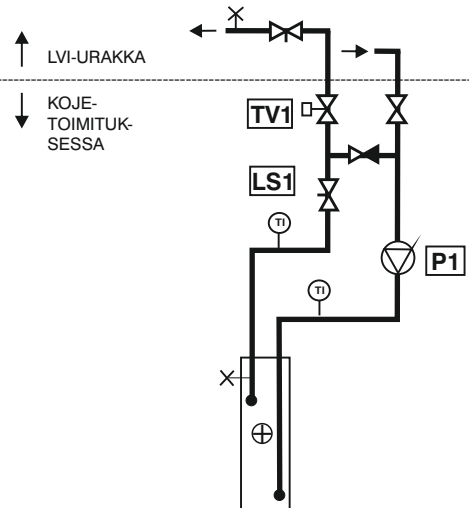 LVI-URAKKA
KOJE-
TOIMITUK-
SESSA
TV1
LS1
TI
P1
TI